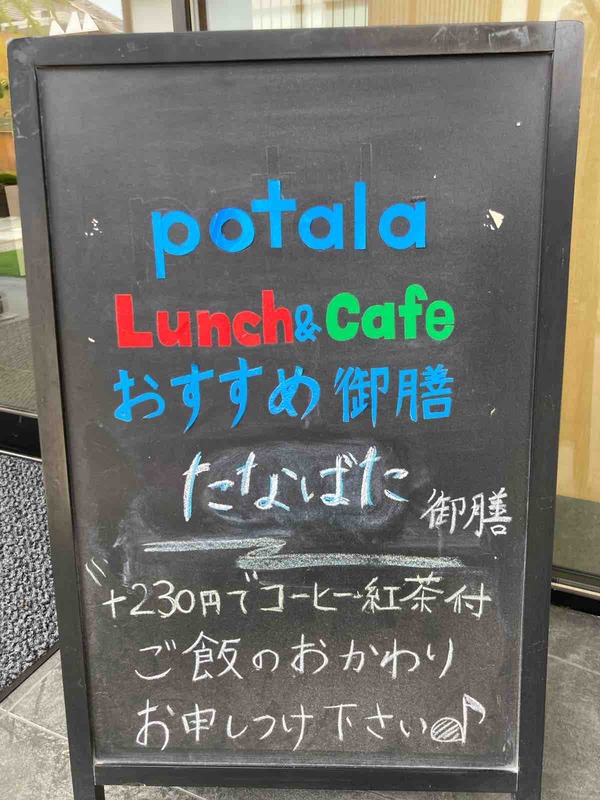 potala
Lunch&Cafe
おすすめ御膳
たなばた 御膳
+230円でコーヒー・紅茶付
ご飯のおかわり
お申しつけ下さい♪